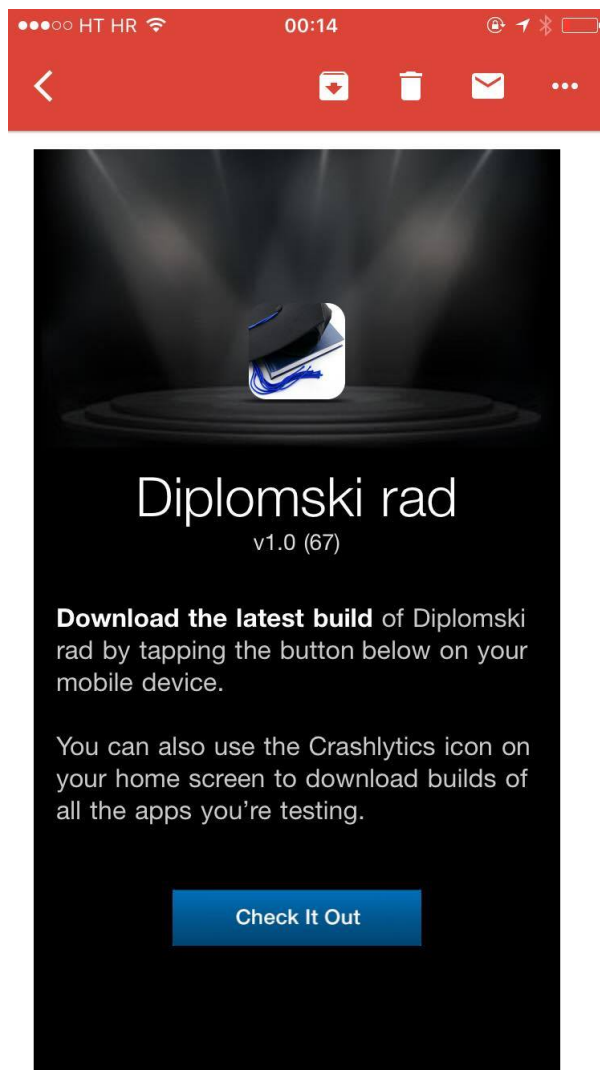 HT HR 00:14
Diplomski rad
v1.0 (67)
Download the latest build of Diplomski
rad by tapping the button below on your
mobile device.
You can also use the Crashlytics icon on
your home screen to download builds of
all the apps you’re testing.
Check It Out